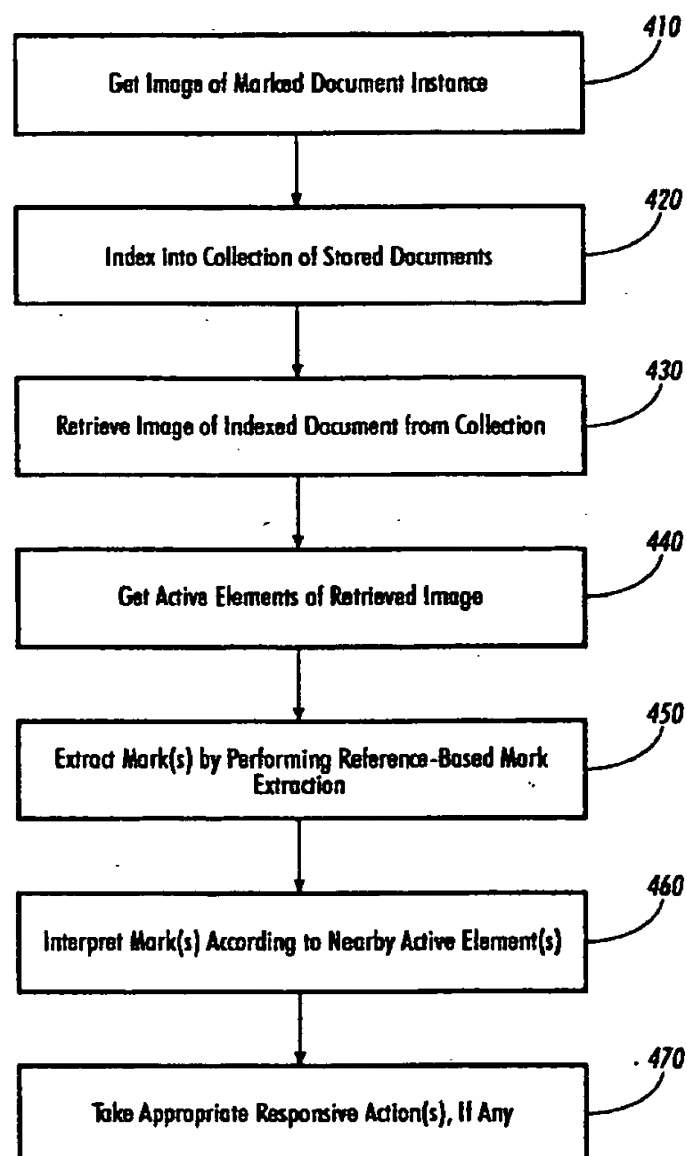 410
Get Image of Marked Document Instance
420
Index into Collection of Stored Documents
430
Retrieve Image of Indexed Document from Collection
440
Get Active Elements of Retrieved Image
450
Extract Mark(s) by Performing Reference-Based Mark
Extraction
460
Interpret Mark(s) According to Nearby Active Element(s)
470
Take Appropriate Responsive Action(s), If Any